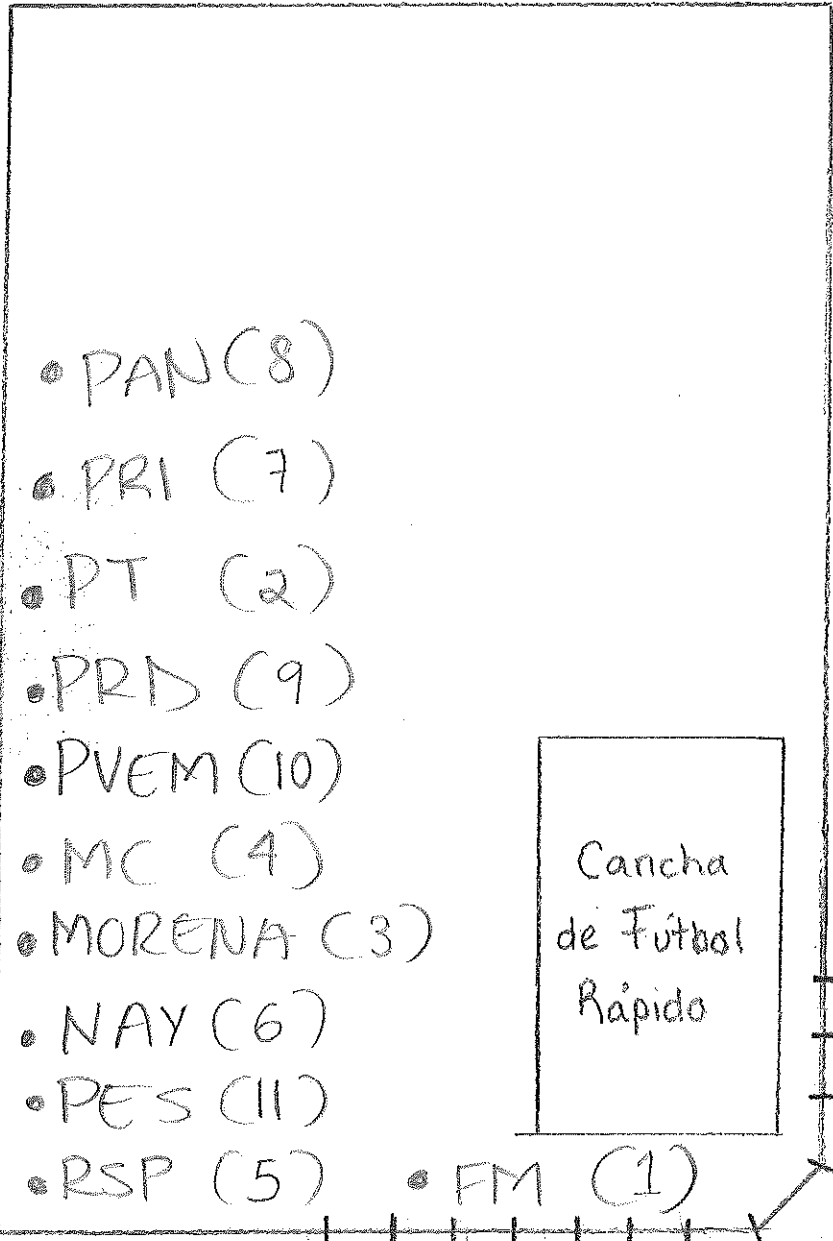 • PAN (8)
• PRI (7)
• PT (2)
• PRD (9)
• PVEM (10)
• MC (4)
• MORENA (3)
• NAY (6)
• PES (11)
• RSP (5)
• FM (1)
Cancha
de Fútbol
Rápido